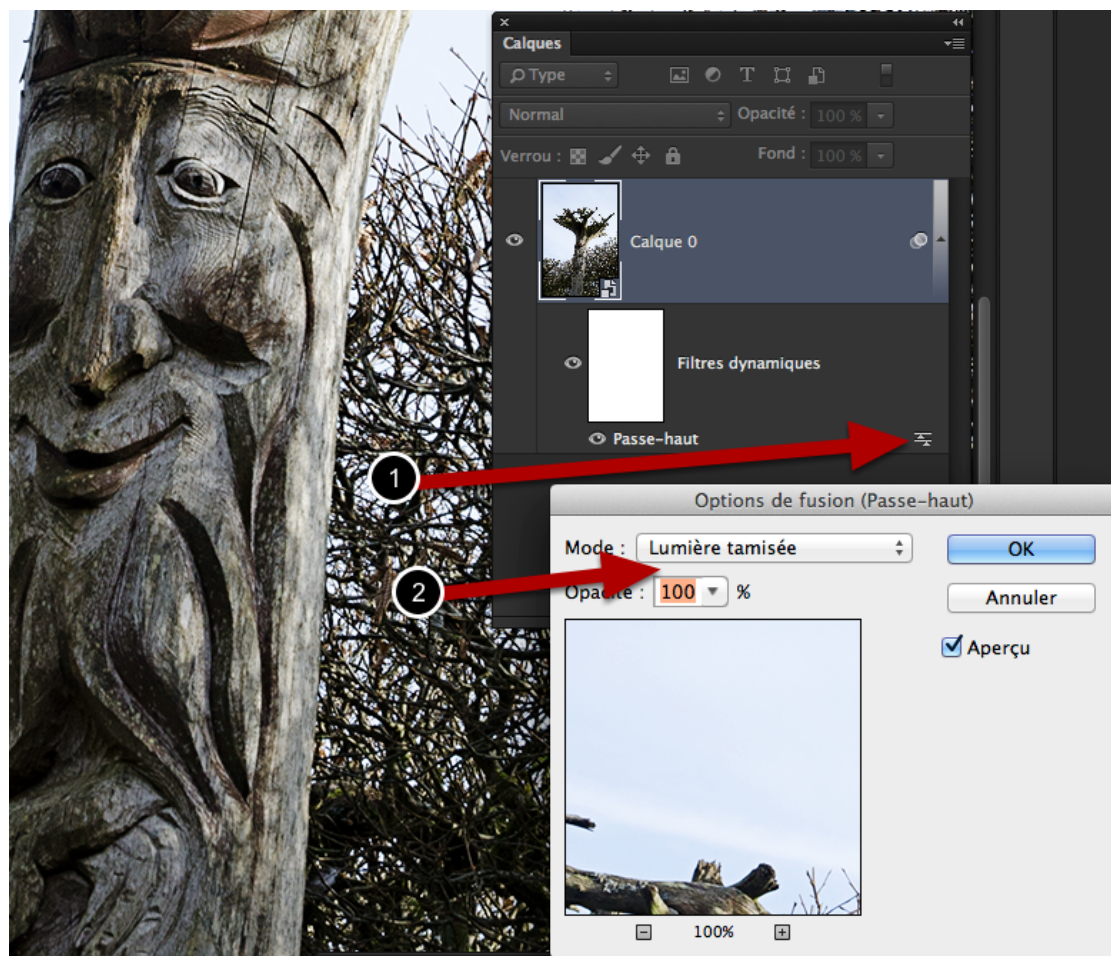 Calques
Type
T
Normal Opacité : 100 %
Verrou : Fond : 100 %
Calque 0
Filtres dynamiques
Passe-haut
1
Options de fusion (Passe-haut)
Mode : Lumière tamisée OK
2
Opacité : 100 % Annuler
Aperçu
100%